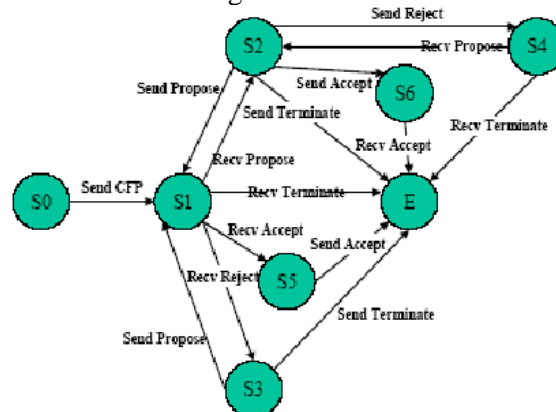 Send Reject
S2
S4
Recv Propose
Send Accept
S6
Send Propose
Send Terminate
Recv Terminate
Recv Propose
Recv Accept
Send CFP
S0
S1
Recv Terminate
E
Recv Accept
Send Accept
Recv Reject
S5
Send Terminate
Send Propose
S3